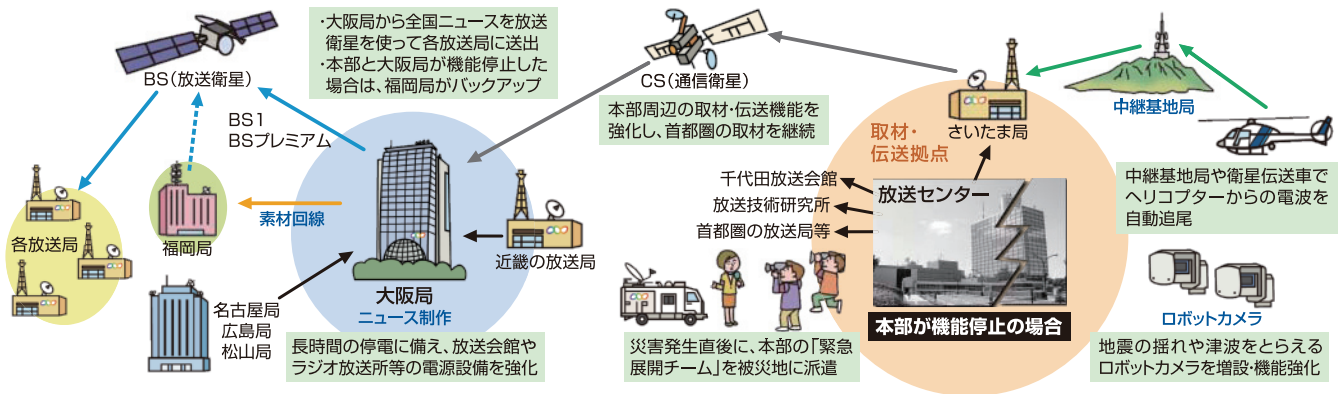 ・大阪局から全国ニュースを放送
衛星を使って各放送局に送出
・本部と大阪局が機能停止した
場合は、福岡局がバックアップ
BS(放送衛星)
BS1
BSプレミアム
各放送局
福岡局
素材回線
名古屋局
広島局
松山局
大阪局
ニュース制作
近畿の放送局
長時間の停電に備え、放送会館や
ラジオ放送所等の電源設備を強化
CS(通信衛星)
本部周辺の取材・伝送機能を
強化し、首都圏の取材を継続
取材・
伝送拠点
さいたま局
千代田放送会館
放送技術研究所
首都圏の放送局等
放送センター
本部が機能停止の場合
災害発生直後に、本部の「緊急
展開チーム」を被災地に派遣
中継基地局
中継基地局や衛星伝送車で
ヘリコプターからの電波を
自動追尾
ロボットカメラ
地震の揺れや津波をとらえる
ロボットカメラを増設・機能強化